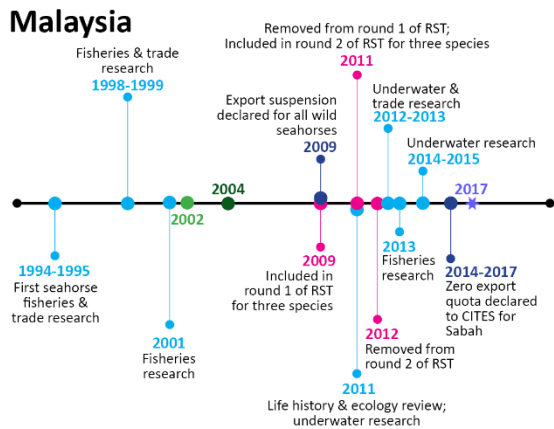 Malaysia
Removed from round 1 of RST;
Included in round 2 of RST for three species
2011
Fisheries & trade
research
1998-1999
Export suspension
declared for all wild
seahorses
2009
Underwater &
trade research
2012-2013
Underwater research
2014-2015
2004
2017
2002
1994-1995
First seahorse
fisheries &
trade research
2001
Fisheries
research
2009
Included in
round 1 of RST
for three species
2011
Life history & ecology review;
underwater research
2012
Removed from
round 2 of RST
2013
Fisheries
research
2014-2017
Zero export
quota declared
to CITES for
Sabah